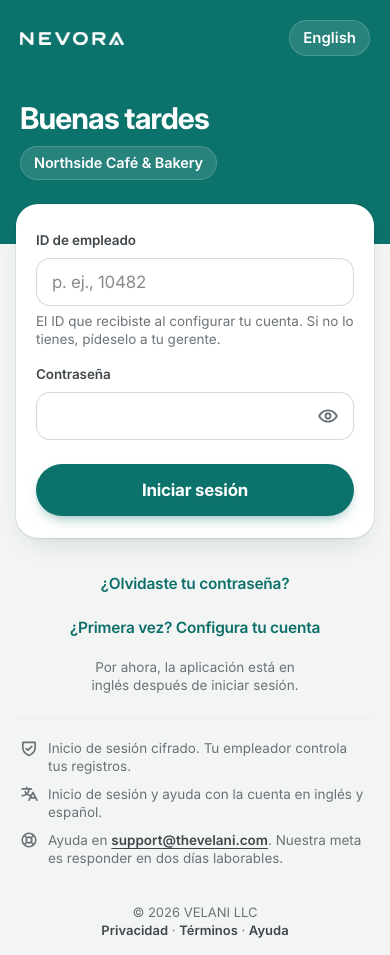 NEVORA
English
Buenas tardes
Northside Café & Bakery
ID de empleado
p. ej., 10482
El ID que recibiste al configurar tu cuenta. Si no lo
tienes, pídeselo a tu gerente.
Contraseña
Iniciar sesión
¿Olvidaste tu contraseña?
¿Primera vez? Configura tu cuenta
Por ahora, la aplicación está en
inglés después de iniciar sesión.
Inicio de sesión cifrado. Tu empleador controla
tus registros.
Inicio de sesión y ayuda con la cuenta en inglés y
español.
Ayuda en support@thevelani.com. Nuestra meta
es responder en dos días laborables.
© 2026 VELANI LLC
Privacidad · Términos · Ayuda